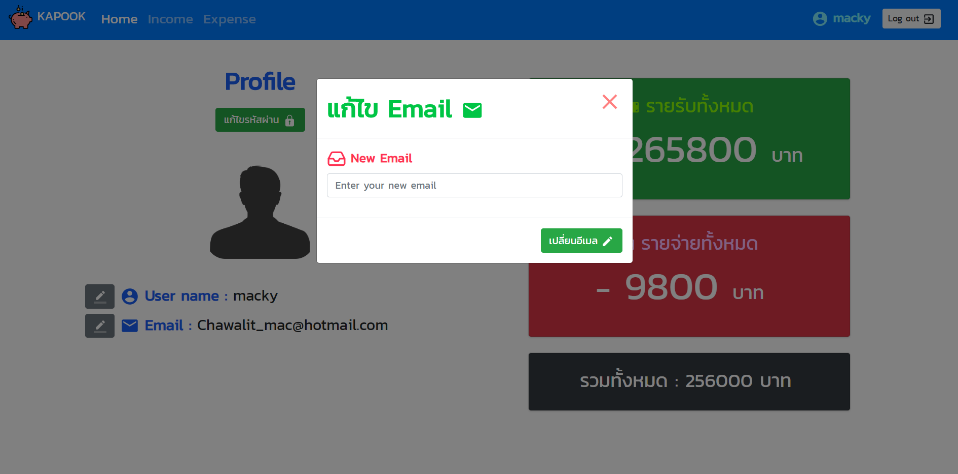 KAPOOK Home Income Expense macky Log out
Profile
แก้ไขรหัสผ่าน
แก้ไข Email
New Email
Enter your new email
เปลี่ยนอีเมล
User name : macky
Email : Chawalit_mac@hotmail.com
รายรับทั้งหมด
265800 บาท
รายจ่ายทั้งหมด
- 9800 บาท
รวมทั้งหมด : 256000 บาท